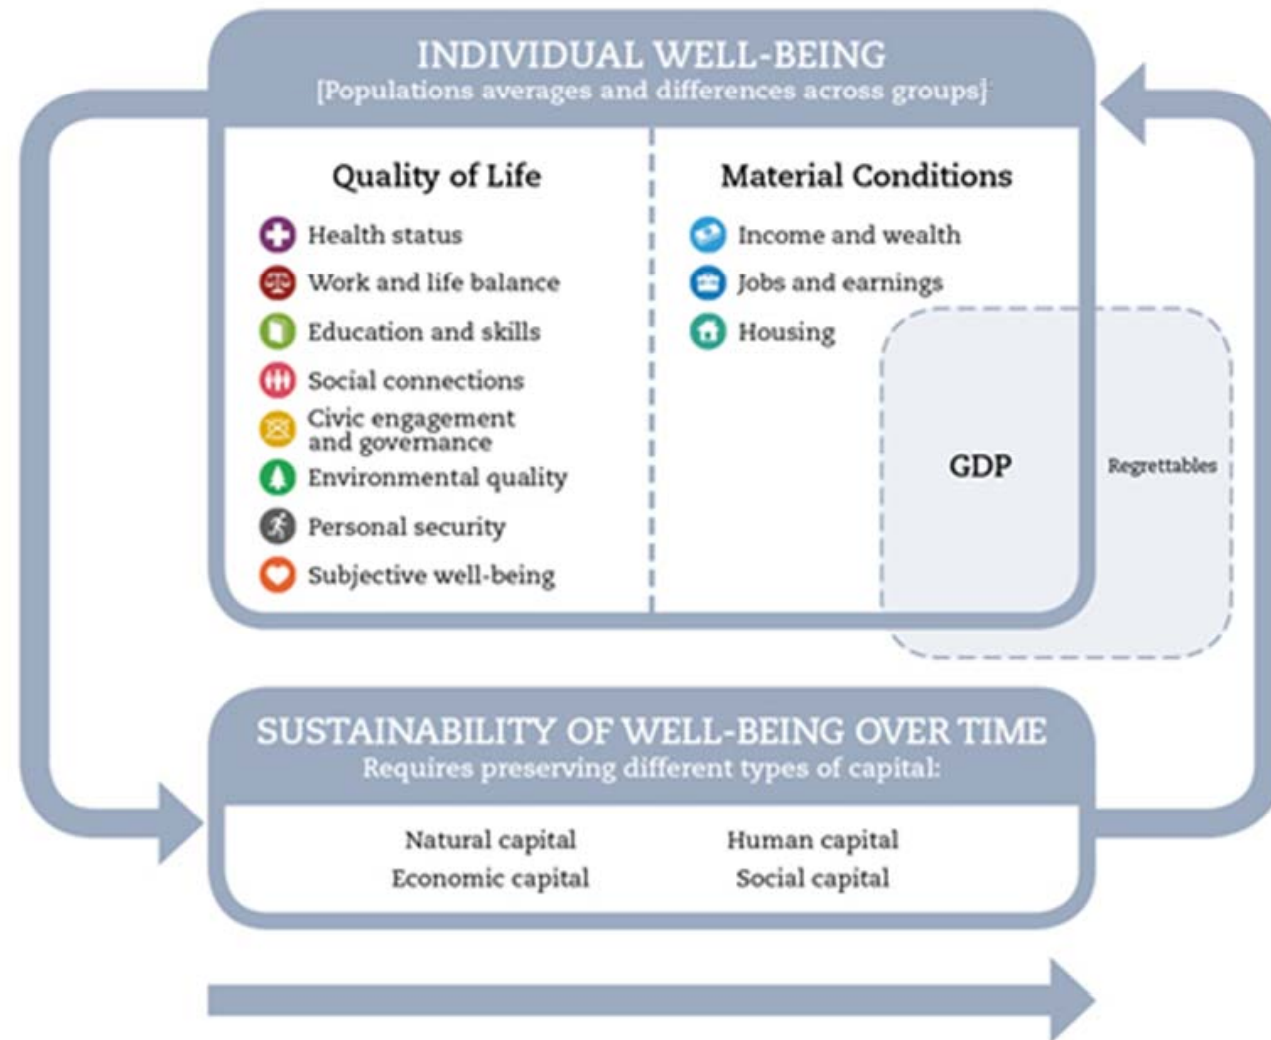 INDIVIDUAL WELL-BEING
[Populations averages and differences across groups]
Quality of Life
Health status
Work and life balance
Education and skills
Social connections
Civic engagement
and governance
Environmental quality
Personal security
Subjective well-being
Material Conditions
Income and wealth
Jobs and earnings
Housing
GDP
Regrettables
SUSTAINABILITY OF WELL-BEING OVER TIME
Requires preserving different types of capital:
Natural capital
Human capital
Economic capital
Social capital